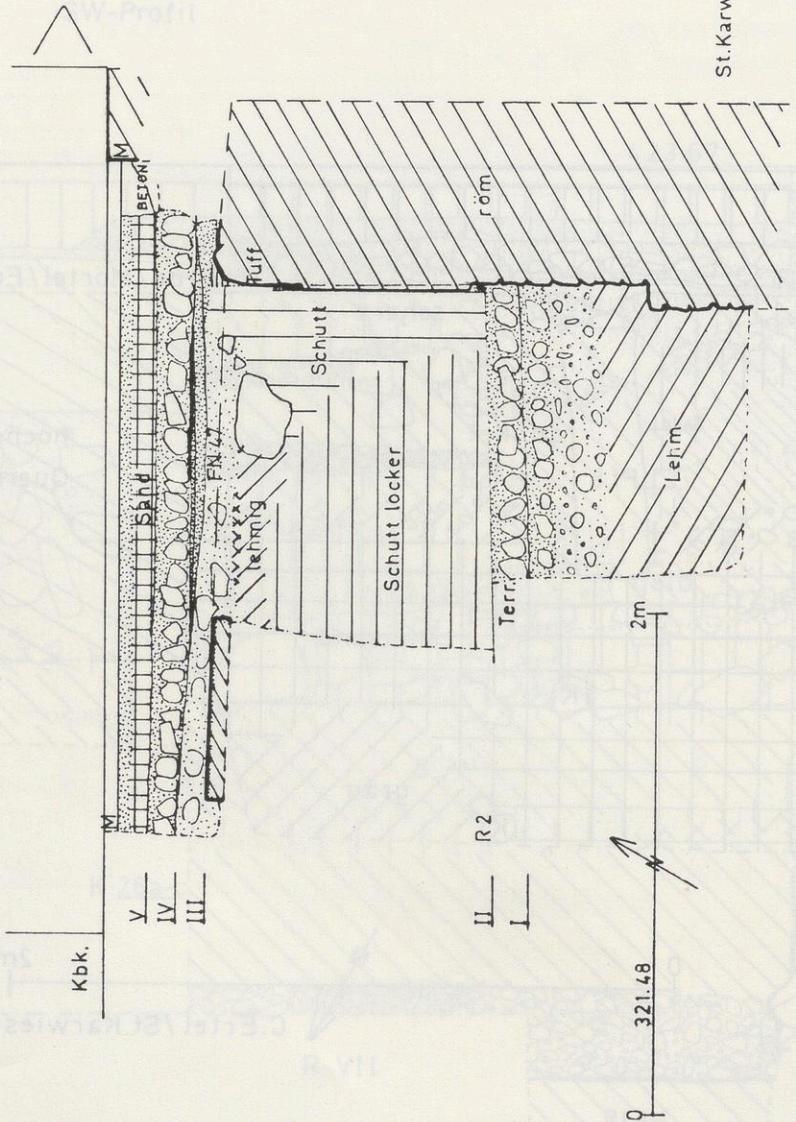 Kbk.
M
M
BETON
V
Sand
IV
III
FN 47
lehmig
Tuff
Schutt
röm
Schutt locker
II
R 2
Terr.
I
Lehm
St.Karw
0
321.48
2m